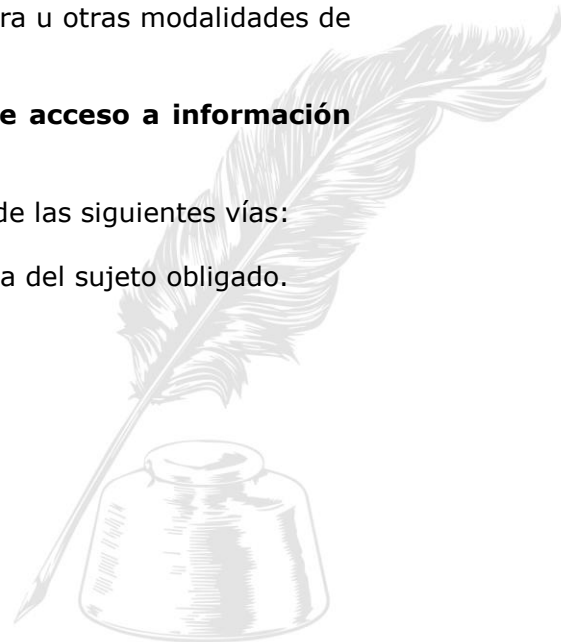 ra u otras modalidades de
e acceso a información
de las siguientes vías:
a del sujeto obligado.